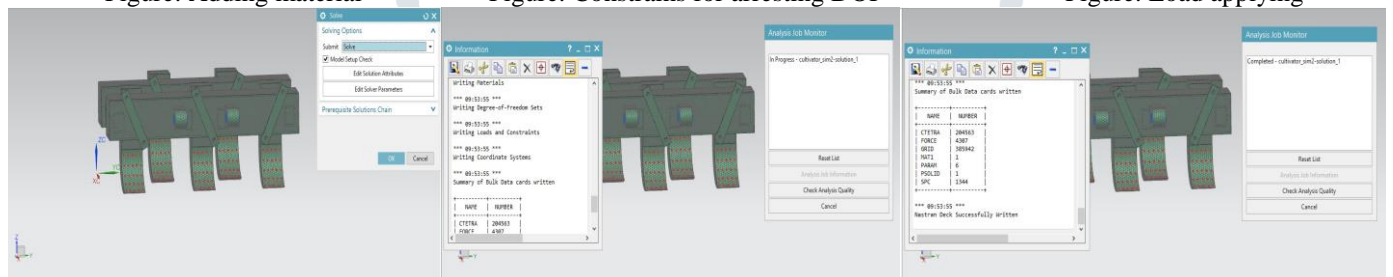 Figure: Adding material
Figure: Constrains for arresting DOF
Figure: Load applying
Solve
Solving Options
Submit Solve
Model Setup Check
Edit Solution Attributes
Edit Solver Parameters
Prerequisite Solutions Chain
OK Cancel
ZC
YC
XC
Z
Y
Information
Writing Materials
*** 09:53:55 ***
Writing Degree-of-Freedom Sets
*** 09:53:55 ***
Writing Loads and Constraints
*** 09:53:55 ***
Writing Coordinate Systems
*** 09:53:55 ***
Summary of Bulk Data cards written
| NAME | NUMBER |
| CTETRA | 204563 |
| FORCE | 4307 |
Analysis Job Monitor
In Progress - cultivator_sim2-solution_1
Reset List
Analysis Job Information
Check Analysis Quality
Cancel
Y
Information
*** 09:53:55 ***
Summary of Bulk Data cards written
| NAME | NUMBER |
| CTETRA | 204563 |
| FORCE | 4307 |
| GRID | 385942 |
| MAT1 | 1 |
| PARAM | 6 |
| PSOLID | 1 |
| SPC | 1344 |
*** 09:53:55 ***
Nastran Deck Successfully Written
Analysis Job Monitor
Completed - cultivator_sim2-solution_1
Reset List
Analysis Job Information
Check Analysis Quality
Cancel
Y